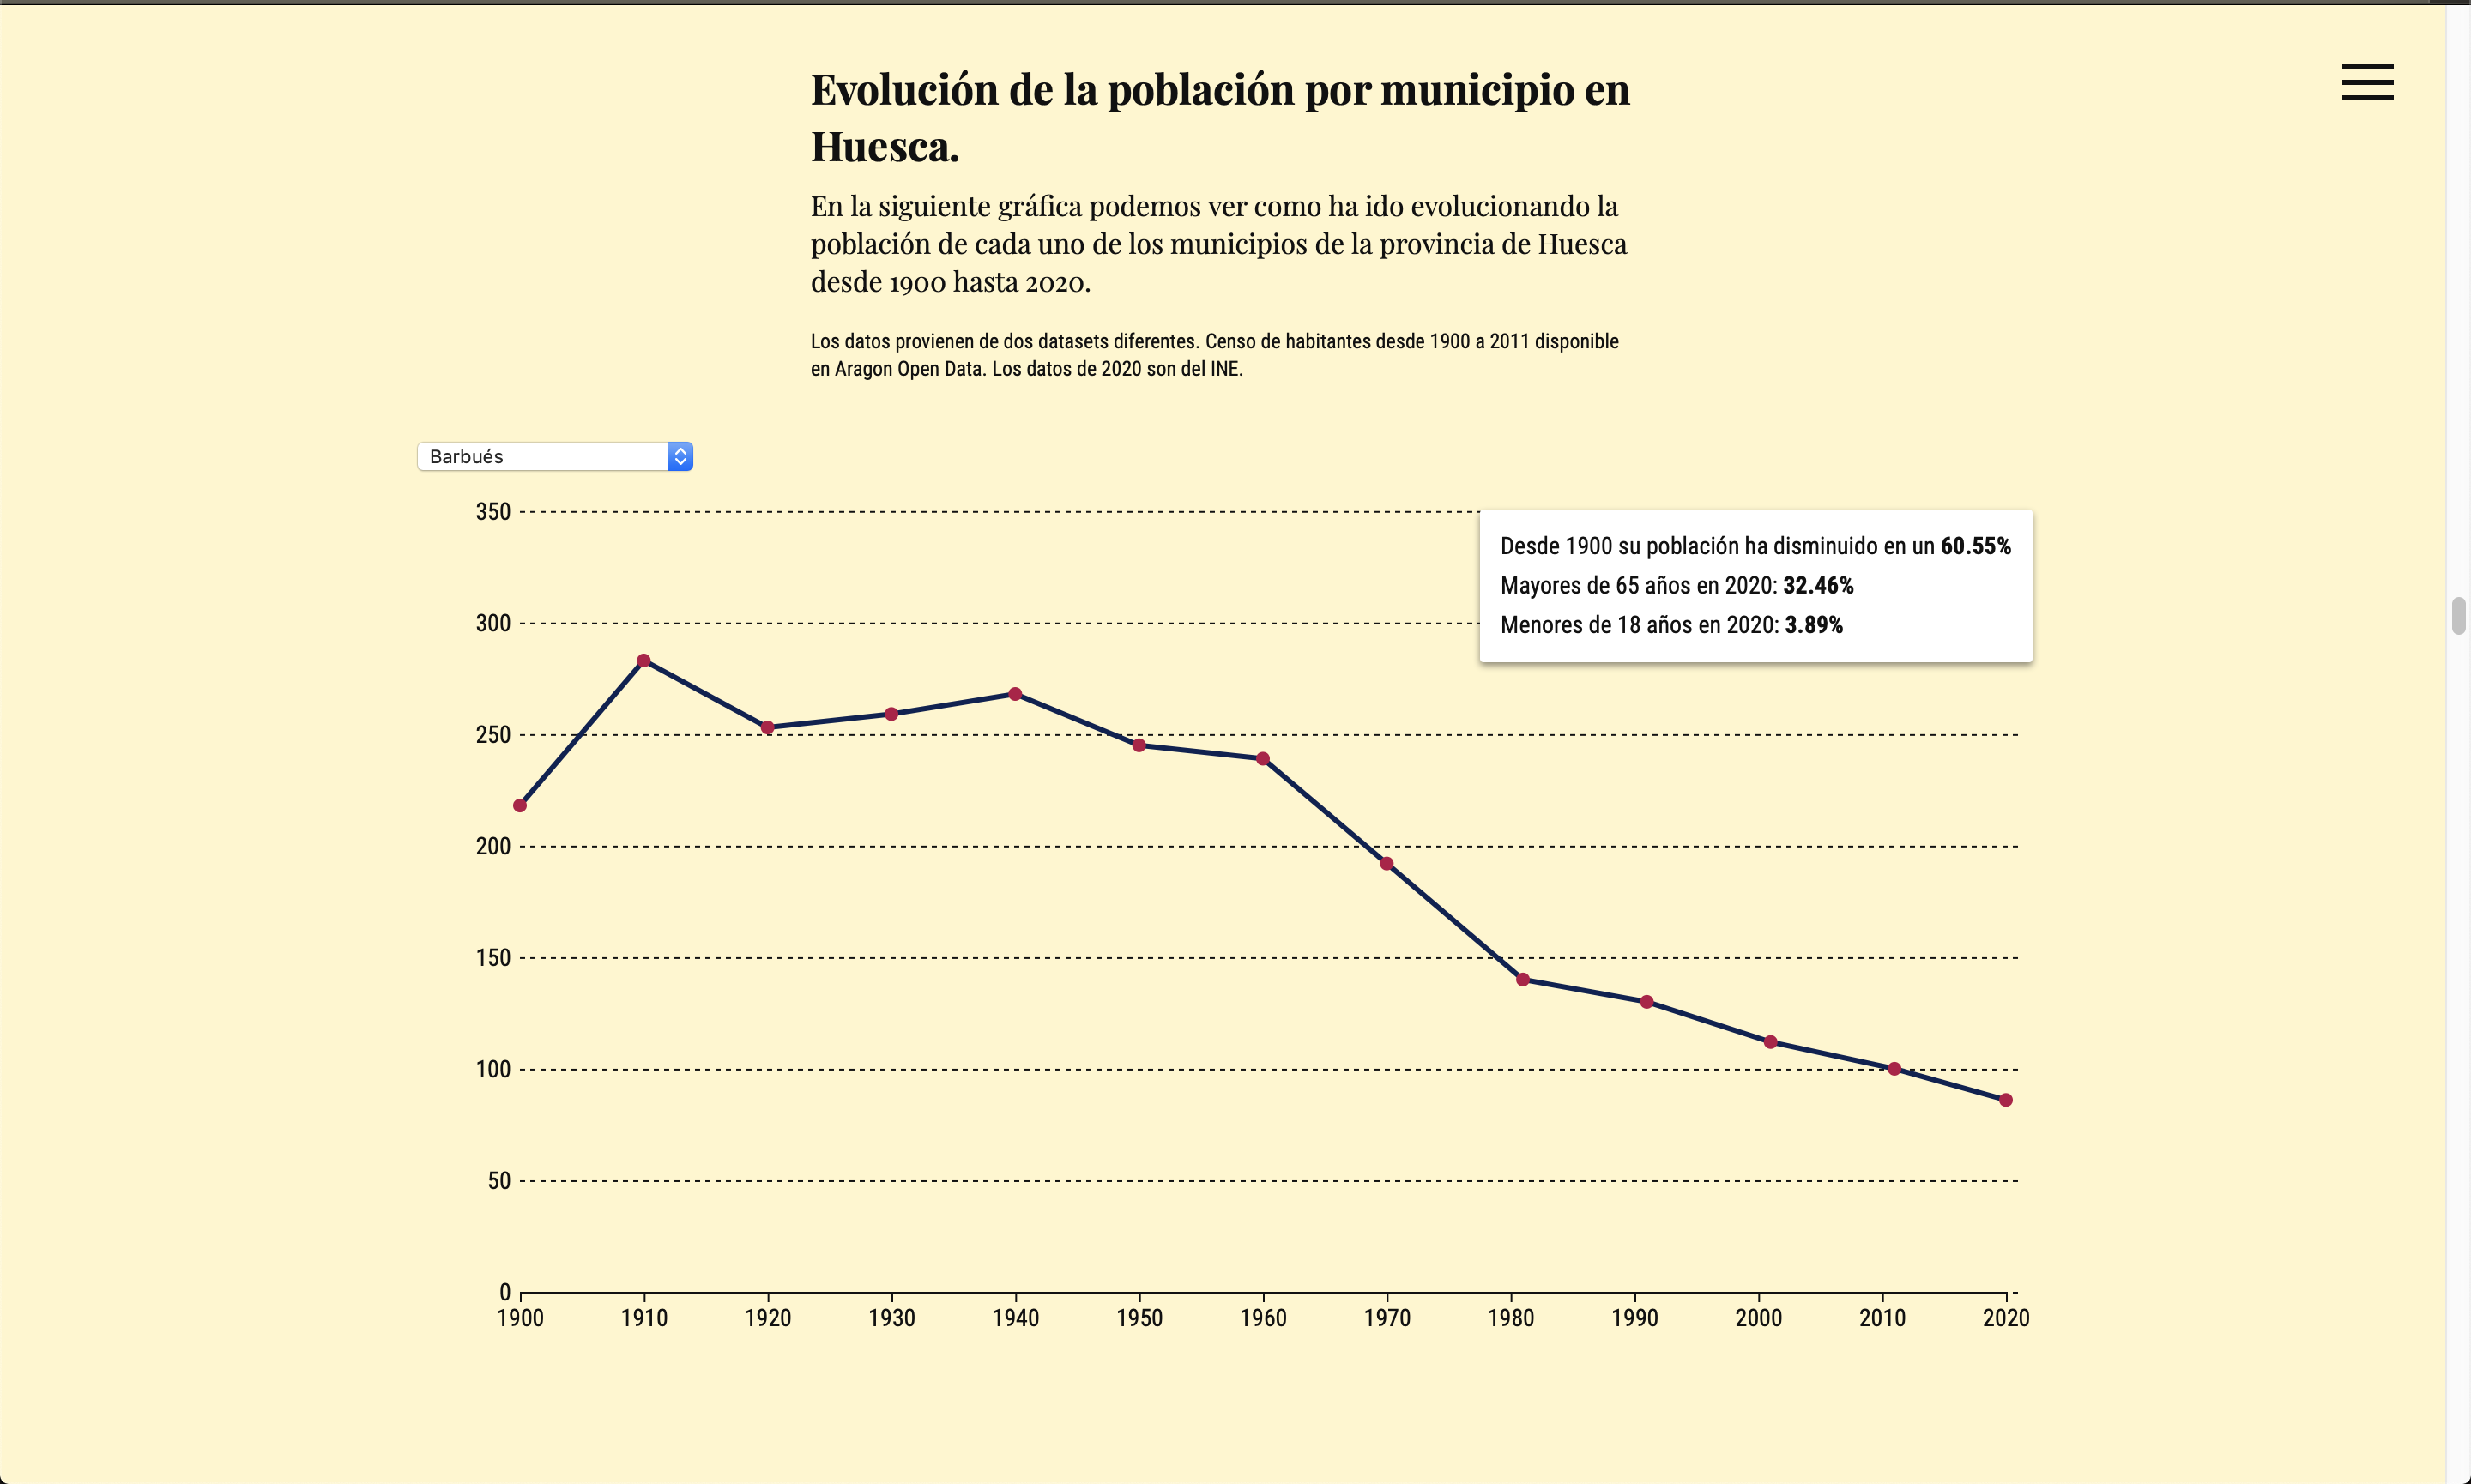 Evolución de la población por municipio en
Huesca.
En la siguiente gráfica podemos ver como ha ido evolucionando la
población de cada uno de los municipios de la provincia de Huesca
desde 1900 hasta 2020.
Los datos provienen de dos datasets diferentes. Censo de habitantes desde 1900 a 2011 disponible
en Aragon Open Data. Los datos de 2020 son del INE.
Barbués
350
Desde 1900 su población ha disminuido en un 60.55%
Mayores de 65 años en 2020: 32.46%
Menores de 18 años en 2020: 3.89%
300
250
200
150
100
50
0
1900 1910 1920 1930 1940 1950 1960 1970 1980 1990 2000 2010 2020